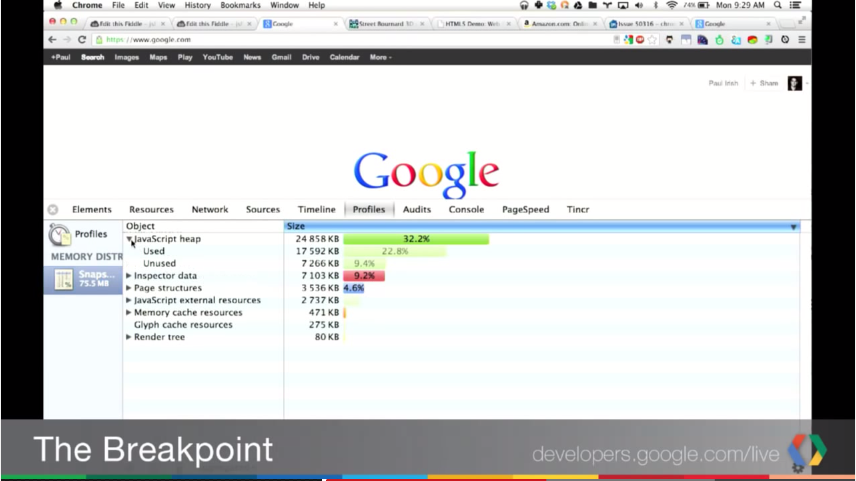 Chrome File Edit View History Bookmarks Window Help 74% Mon 9:29 AM
Edit this Fiddle - Edit this Fiddle - Google Street Bournard 3D HTML5 Demo: Web Amazon.com: Onlin Issue 50316 - chro Google
https://www.google.com
+Paul Search Images Maps Play YouTube News Gmail Drive Calendar More
Paul Irish + Share
Google
Elements Resources Network Sources Timeline Profiles Audits Console PageSpeed Tincr
Profiles
MEMORY DISTR
Snaps...
75.5 MB
Object Size
JavaScript heap 24 858 KB 32.2%
Used 17 592 KB 22.8%
Unused 7 266 KB 9.4%
Inspector data 7 103 KB 9.2%
Page structures 3 536 KB 4.6%
JavaScript external resources 2 737 KB
Memory cache resources 471 KB
Glyph cache resources 275 KB
Render tree 80 KB
The Breakpoint
developers.google.com/live